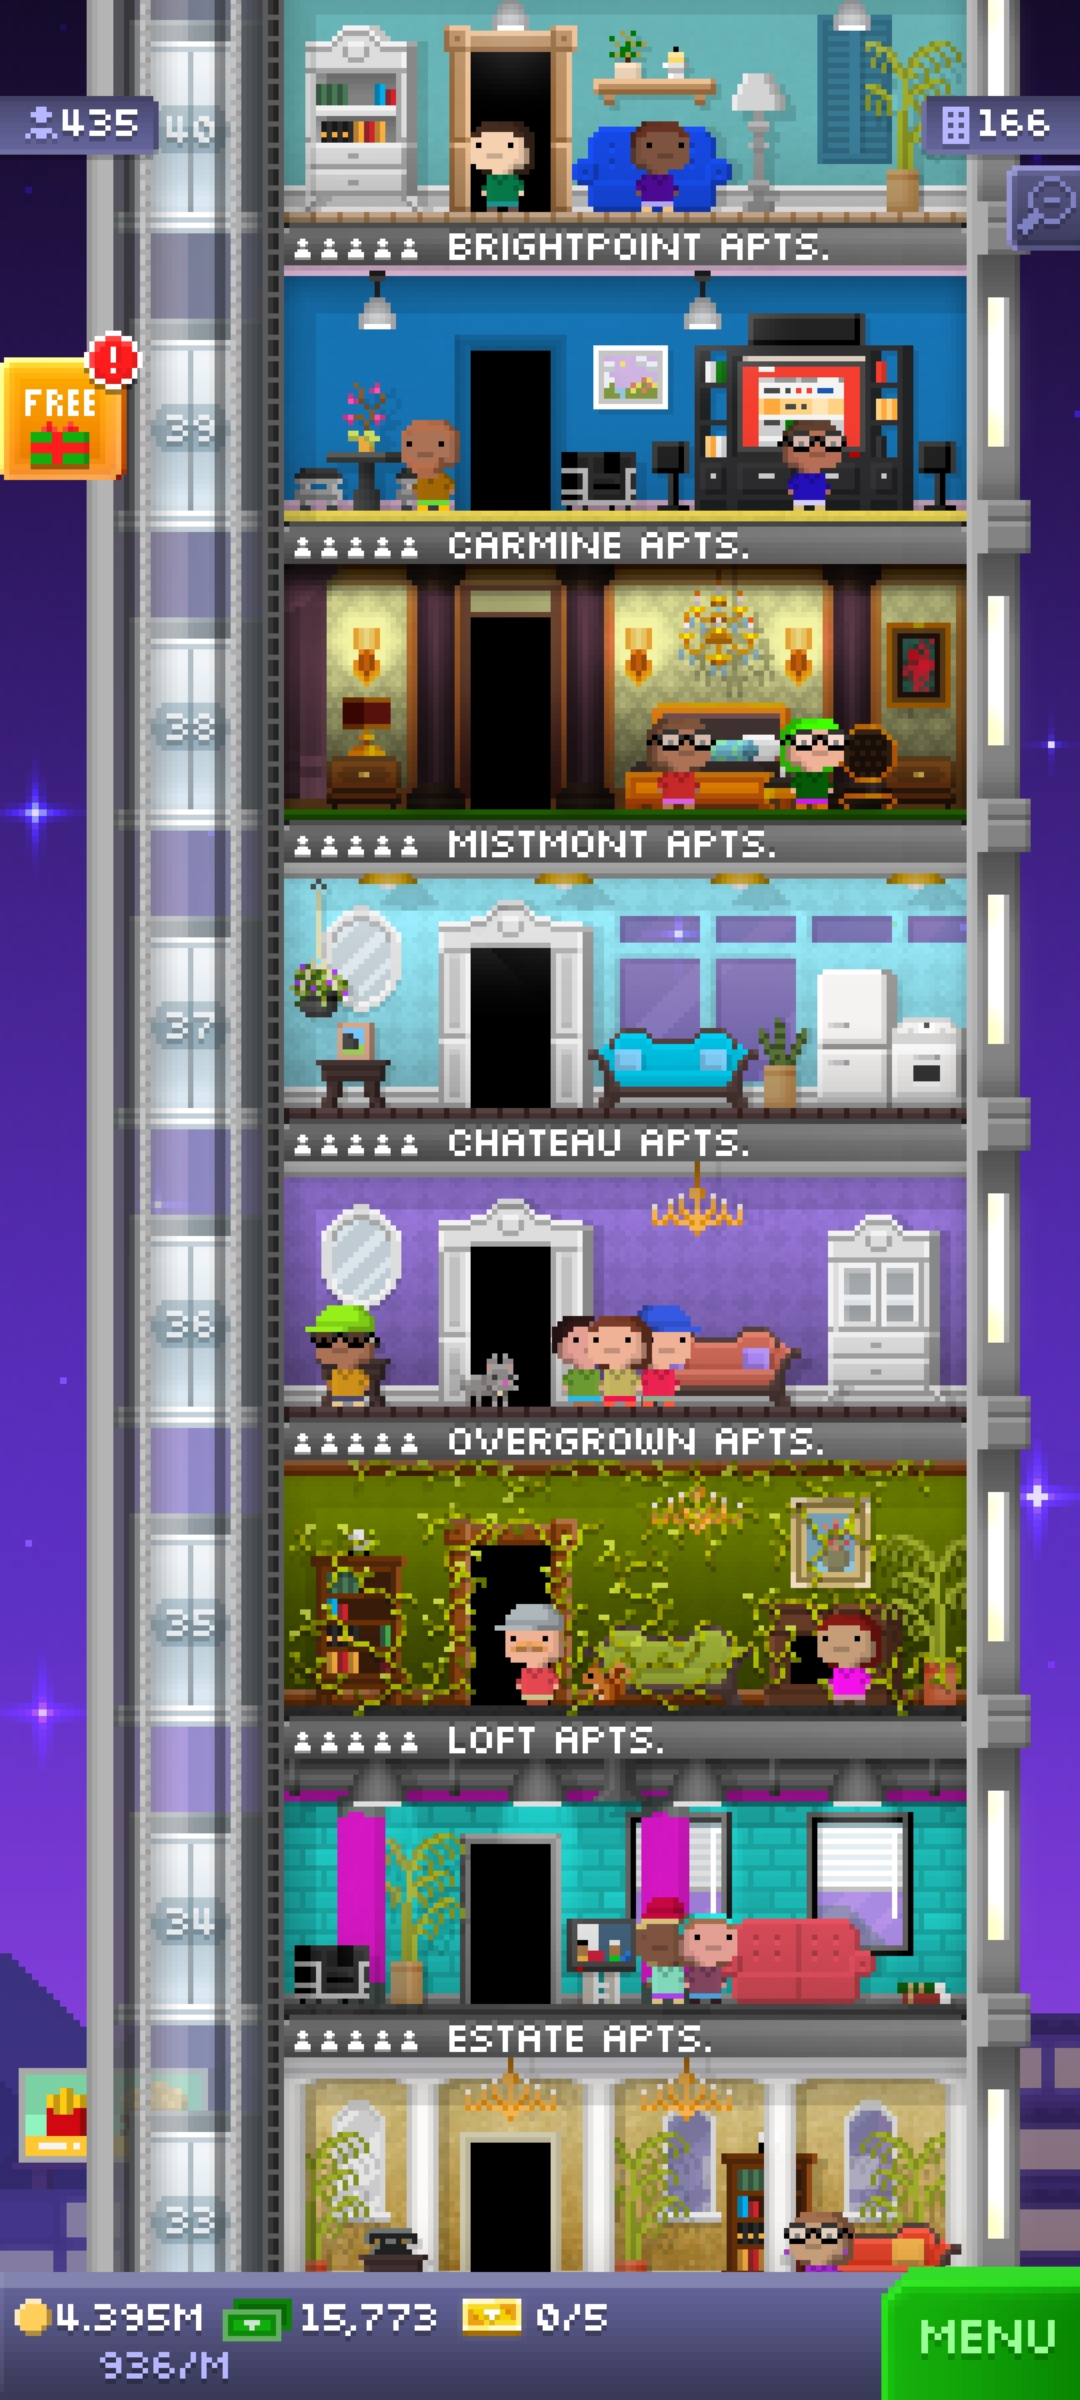 435
40
166
BRIGHTPOINT APTS.
FREE
!
39
CARMINE APTS.
38
MISTMONT APTS.
37
CHATEAU APTS.
36
OVERGROWN APTS.
35
LOFT APTS.
34
ESTATE APTS.
33
4.395M 15,773 0/5
936/M
MENU